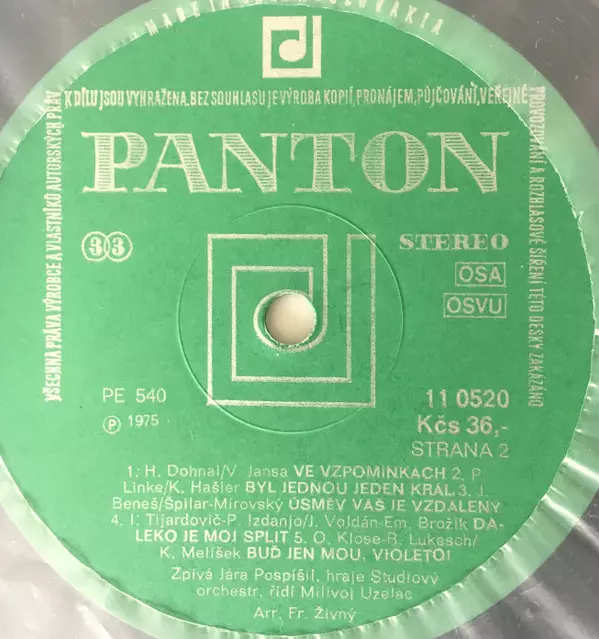 MADE IN CZECHOSLOVAKIA
K DÍLU JSOU VYHRAŽENA, BEZ SOUHLASU JE VÝROBA KOPIÍ, PRONÁJEM, PŮJČOVÁNÍ, VEŘEJNÉ
PROVOZOVÁNÍ A ROZHLASOVÉ ŠÍŘENÍ TÉTO DESKY ZAKÁZÁNO
VŠECHNA PRÁVA VÝROBCE A VLASTNÍKŮ AUTORSKÝCH PRÁV
PANTON
33
STEREO
OSA
OSVU
PE 540
11 0520
Ⓟ 1975
Kčs 36,-
STRANA 2
1. H. Dohnal/V. Jansa VE VZPOMÍNKÁCH 2. P.
Linke/K. Hašler BYL JEDNOU JEDEN KRÁL 3. J.
Beneš/Špilar-Mírovský ÚSMĚV VÁŠ JE VZDÁLENÝ
4. I. Tijardovič-P. Izdanjo/J. Voldán-Em. Brožík DA-
LEKO JE MOJ SPLIT 5. O. Klose-R. Lukesch/
K. Melíšek BUĎ JEN MOU, VIOLETO!
Zpívá Jára Pospíšil, hraje Studiový
orchestr, řídí Milivoj Uzelac
Arr. Fr. Živný